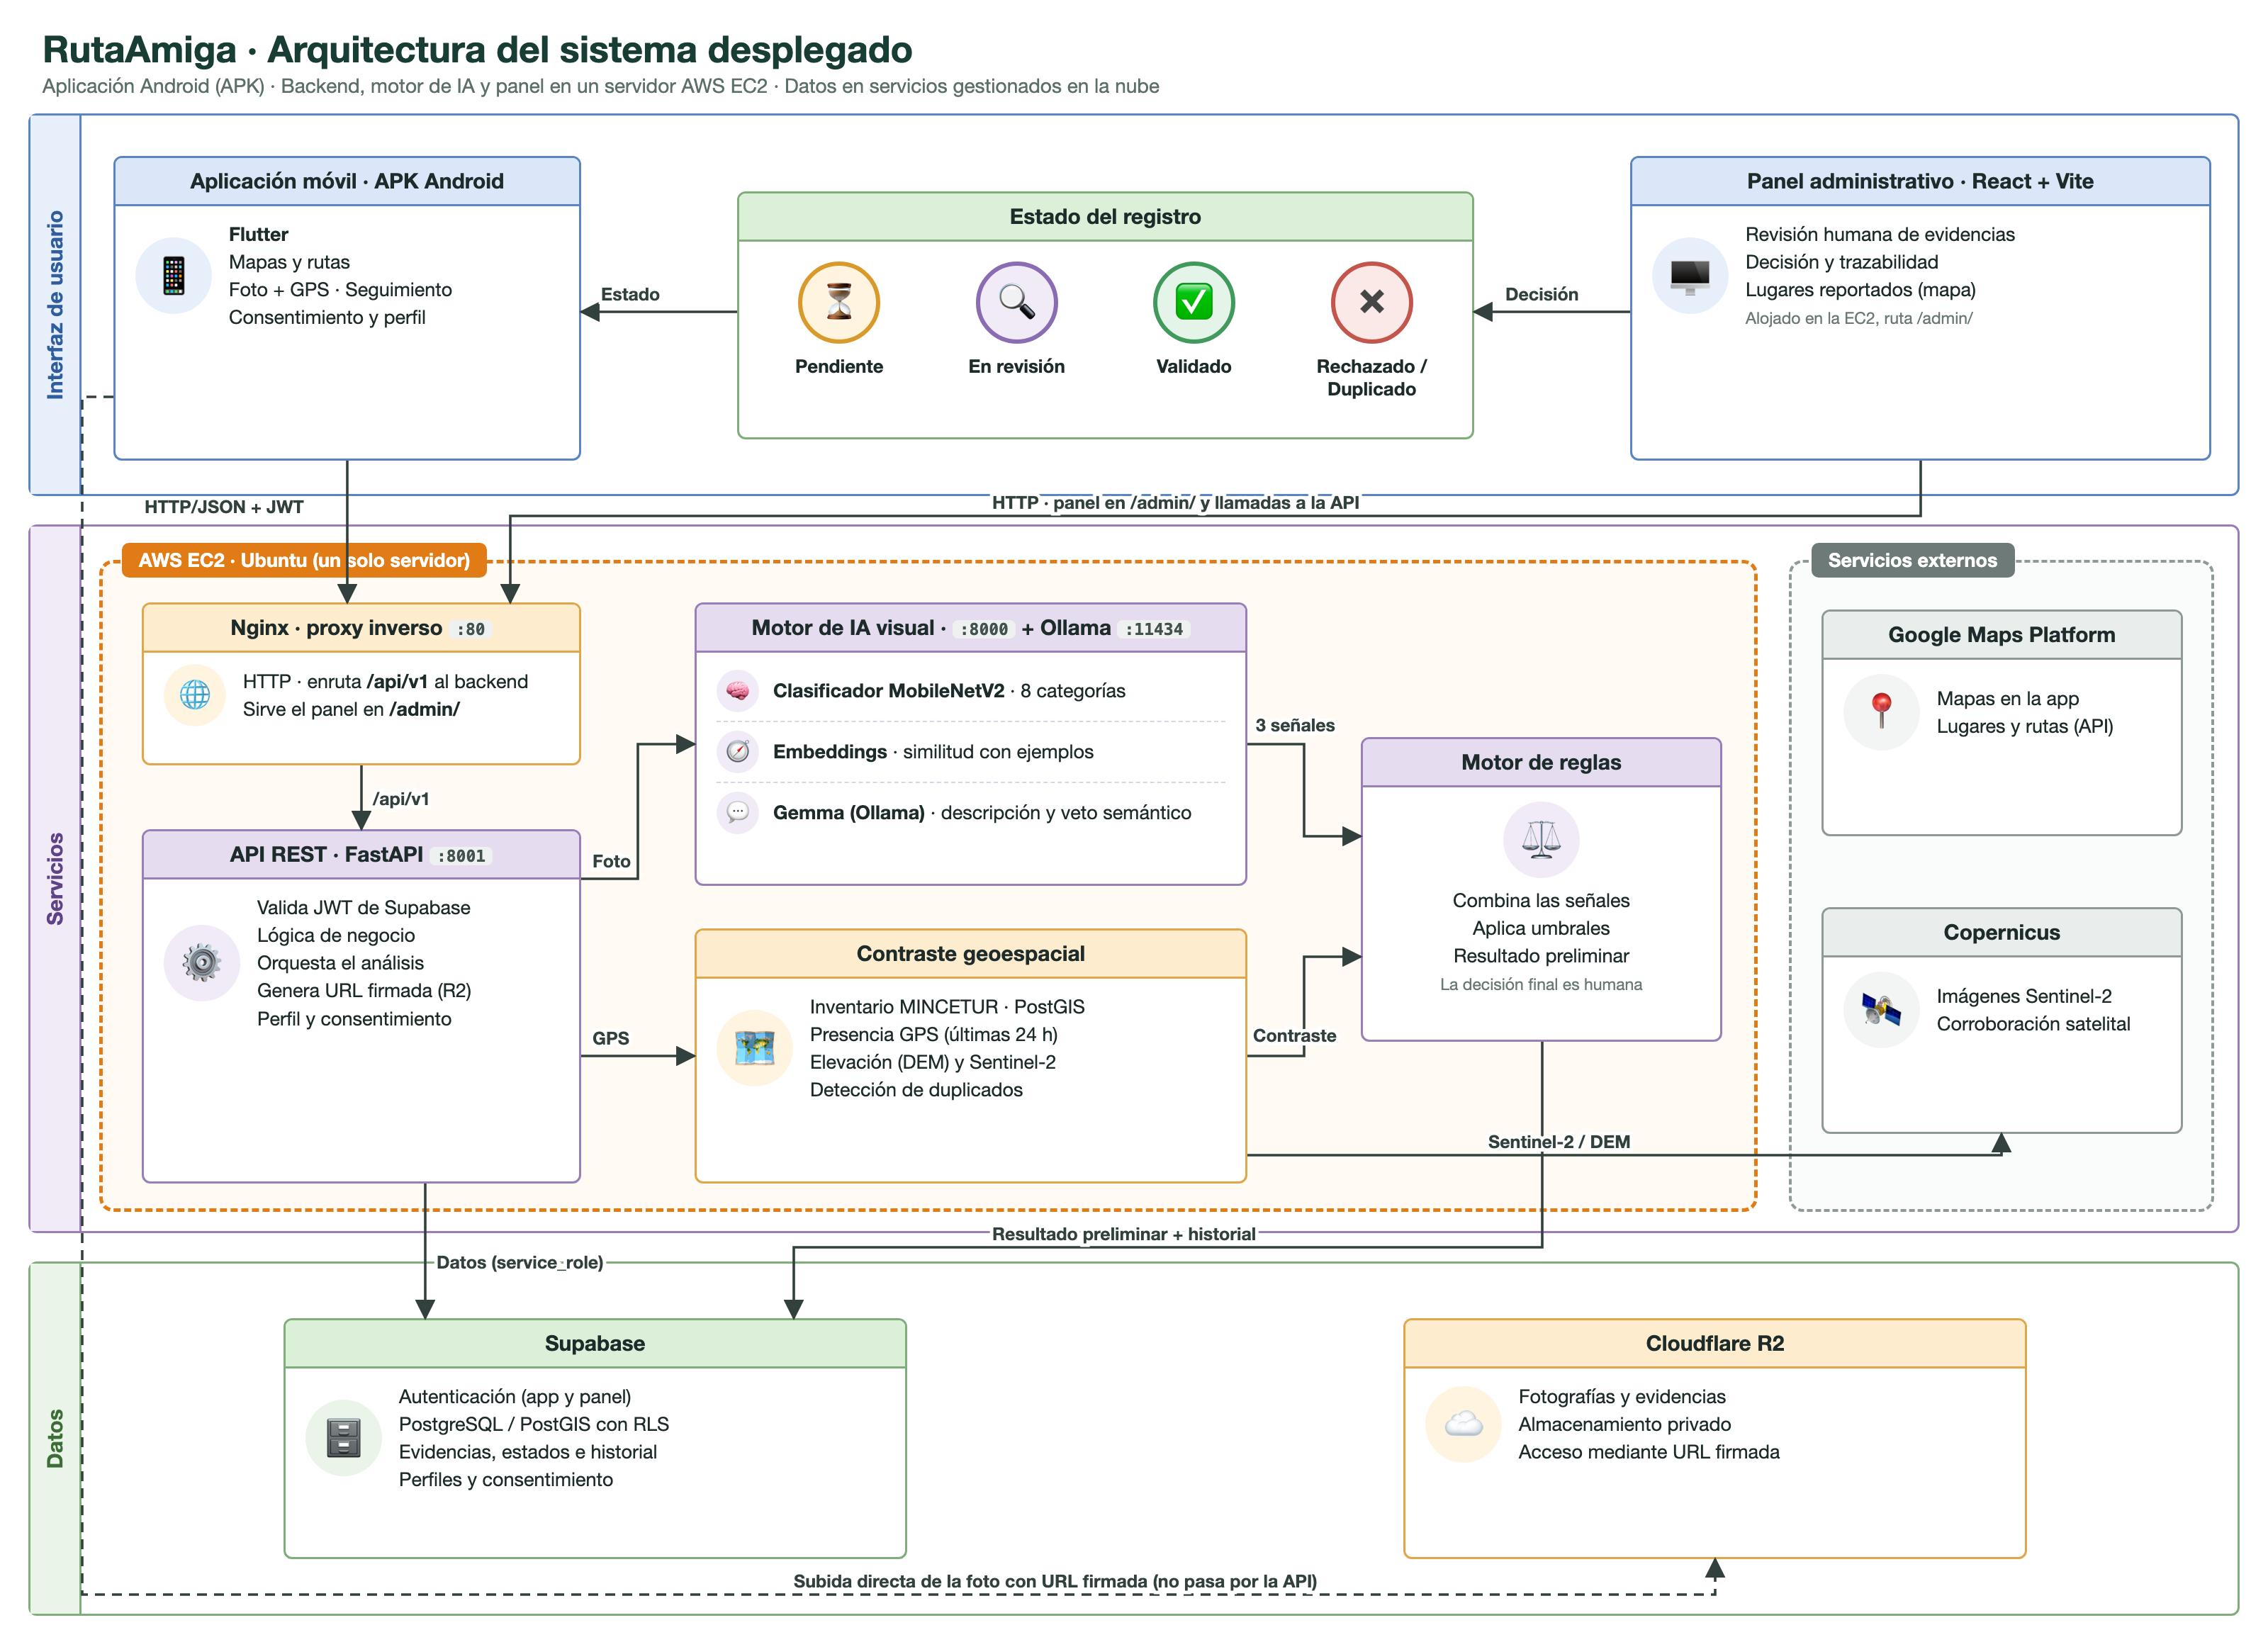 RutaAmiga · Arquitectura del sistema desplegado
Aplicación Android (APK) · Backend, motor de IA y panel en un servidor AWS EC2 · Datos en servicios gestionados en la nube
Interfaz de usuario
Aplicación móvil · APK Android
Flutter
Mapas y rutas
Foto + GPS · Seguimiento
Consentimiento y perfil
Estado
Estado del registro
Pendiente
En revisión
Validado
Rechazado /
Duplicado
Decisión
Panel administrativo · React + Vite
Revisión humana de evidencias
Decisión y trazabilidad
Lugares reportados (mapa)
Alojado en la EC2, ruta /admin/
HTTP/JSON + JWT
HTTP · panel en /admin/ y llamadas a la API
Servicios
AWS EC2 · Ubuntu (un solo servidor)
Nginx · proxy inverso :80
HTTP · enruta /api/v1 al backend
Sirve el panel en /admin/
/api/v1
API REST · FastAPI :8001
Valida JWT de Supabase
Lógica de negocio
Orquesta el análisis
Genera URL firmada (R2)
Perfil y consentimiento
Foto
GPS
Motor de IA visual · :8000 + Ollama :11434
Clasificador MobileNetV2 · 8 categorías
Embeddings · similitud con ejemplos
Gemma (Ollama) · descripción y veto semántico
Contraste geoespacial
Inventario MINCETUR · PostGIS
Presencia GPS (últimas 24 h)
Elevación (DEM) y Sentinel-2
Detección de duplicados
3 señales
Contraste
Motor de reglas
Combina las señales
Aplica umbrales
Resultado preliminar
La decisión final es humana
Sentinel-2 / DEM
Servicios externos
Google Maps Platform
Mapas en la app
Lugares y rutas (API)
Copernicus
Imágenes Sentinel-2
Corroboración satelital
Resultado preliminar + historial
Datos (service_role)
Datos
Supabase
Autenticación (app y panel)
PostgreSQL / PostGIS con RLS
Evidencias, estados e historial
Perfiles y consentimiento
Cloudflare R2
Fotografías y evidencias
Almacenamiento privado
Acceso mediante URL firmada
Subida directa de la foto con URL firmada (no pasa por la API)